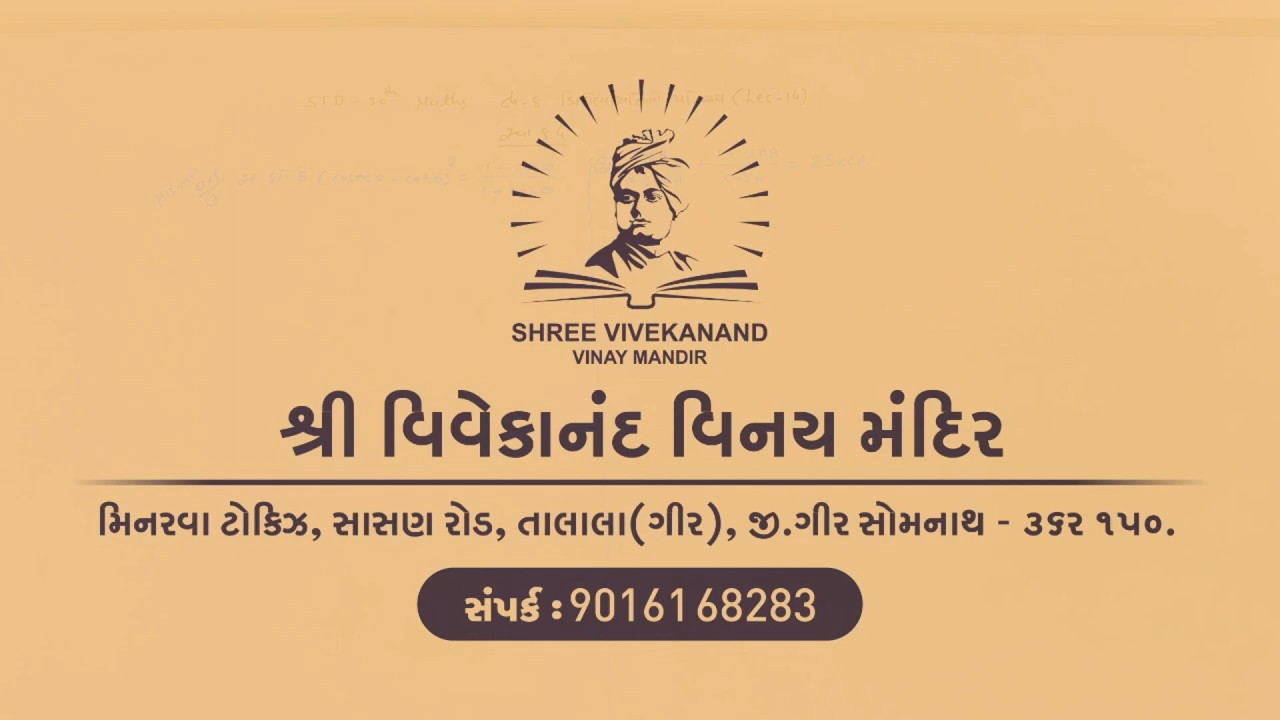 SHREE VIVEKANAND
VINAY MANDIR
શ્રી વિવેકાનંદ વિનય મંદિર
મિનરવા ટોકિઝ, સાસણ રોડ, તાલાલા(ગીર), જી.ગીર સોમનાથ - ૩૬૨ ૧૫૦.
સંપર્ક : 9016168283